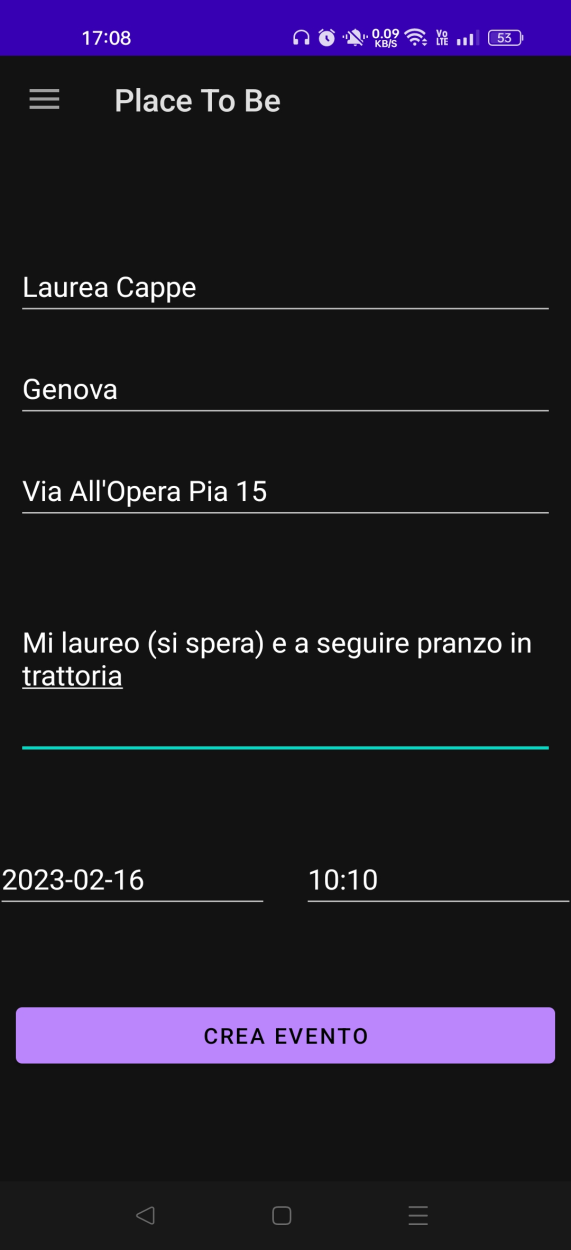 17:08 0.09 KB/S Vo LTE 53
Place To Be
Laurea Cappe
Genova
Via All'Opera Pia 15
Mi laureo (si spera) e a seguire pranzo in
trattoria
2023-02-16 10:10
CREA EVENTO